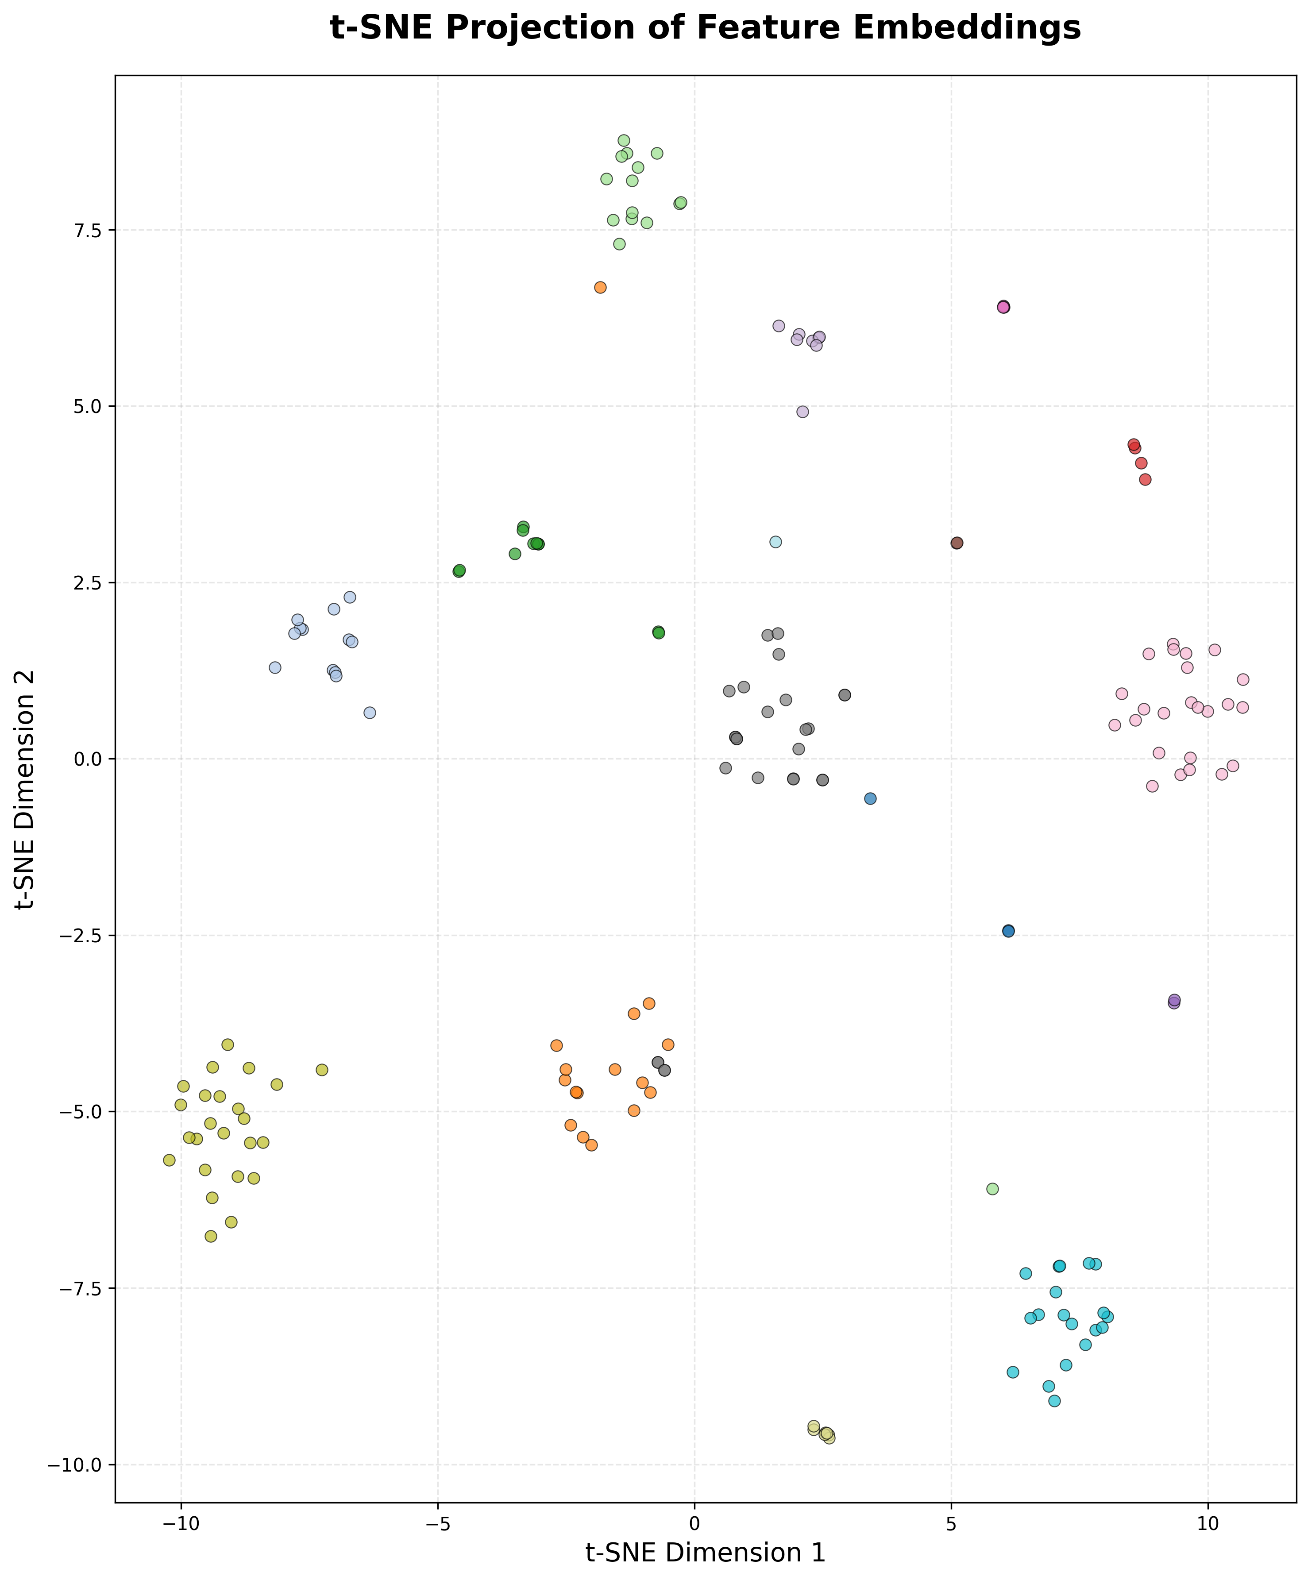 t-SNE Projection of Feature Embeddings
7.5
5.0
2.5
0.0
−2.5
−5.0
−7.5
−10.0
t-SNE Dimension 2
−10 −5 0 5 10
t-SNE Dimension 1